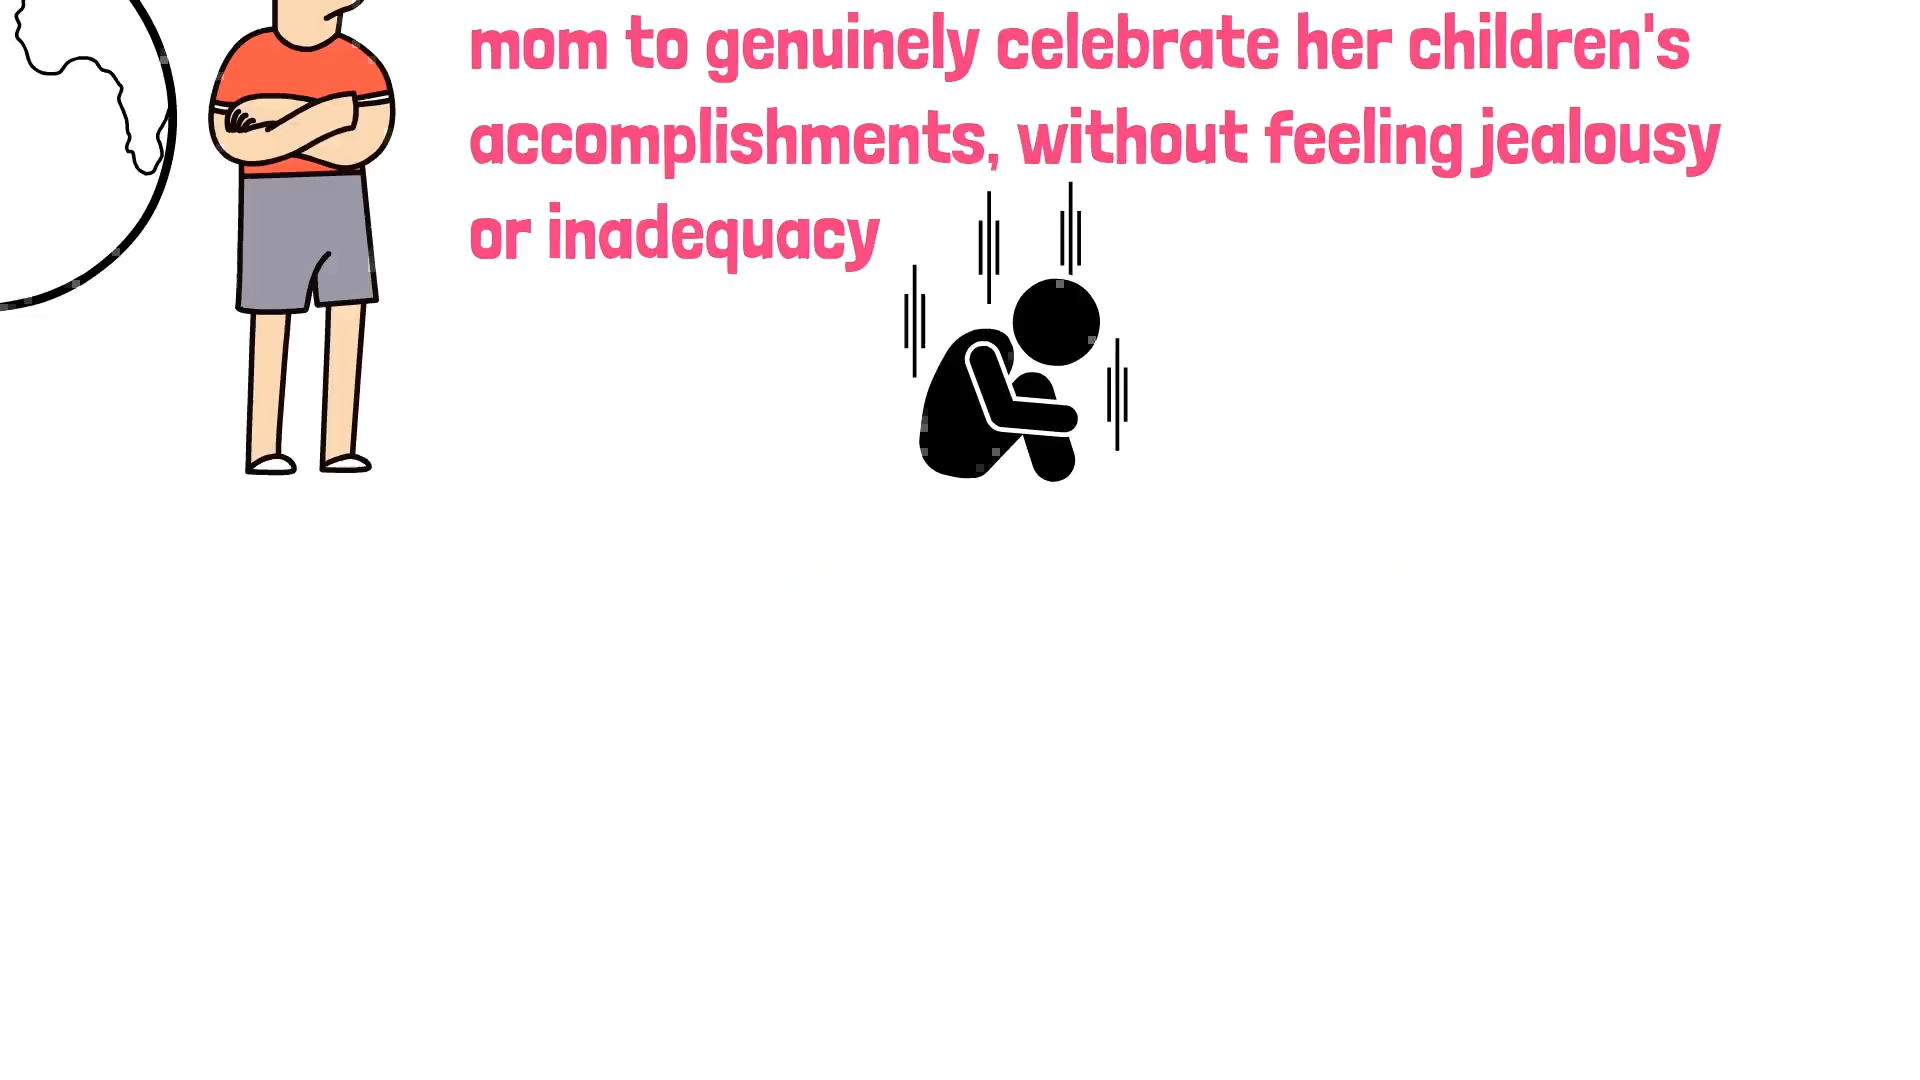 mom to genuinely celebrate her children's
accomplishments, without feeling jealousy
or inadequacy